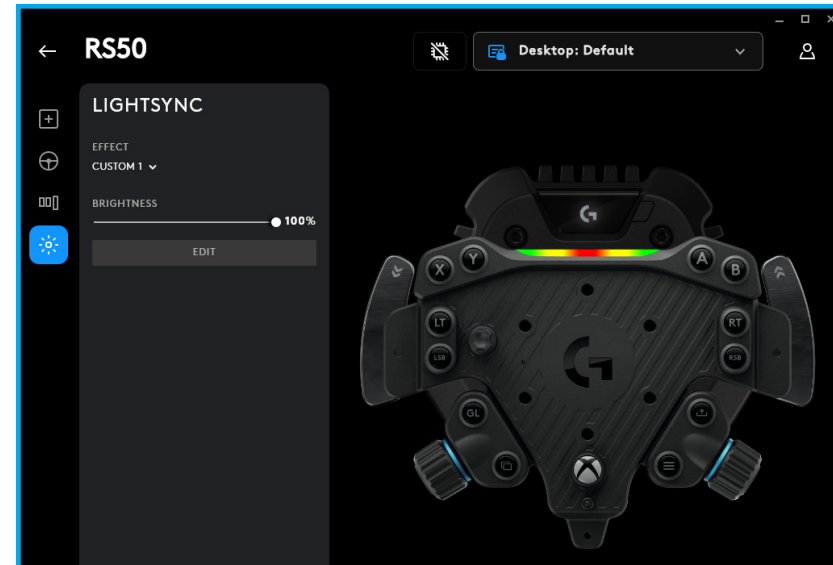 RS50
Desktop: Default
LIGHTSYNC
EFFECT
CUSTOM 1
BRIGHTNESS
100%
EDIT
X
Y
A
B
LT
RT
LSB
RSB
GL